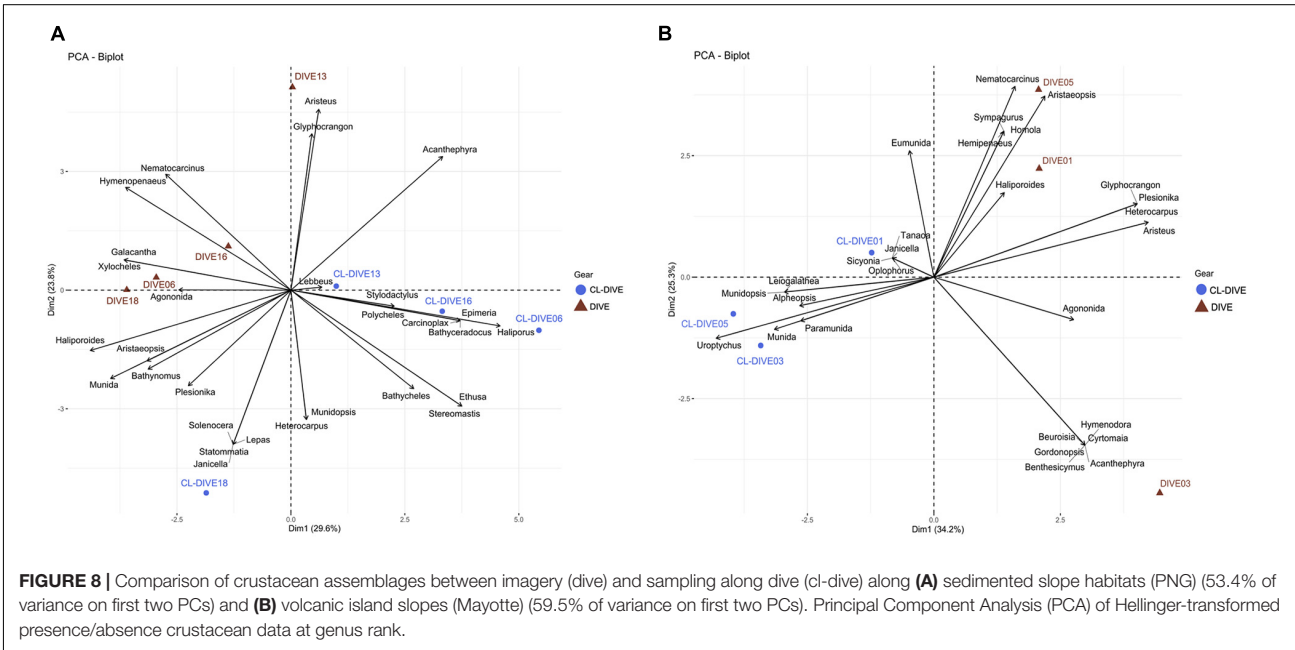 A
PCA - Biplot
DIVE13
Aristeus
Glyphocrangon
Acanthephyra
Nematocarcinus
Hymenopenaeus
3
DIVE16
Galacantha
Xylocheles
DIVE06
DIVE18
Agononida
Lebbeus
CL-DIVE13
0
Stylodactylus
CL-DIVE16
Polycheles
Epimeria
Carcinoplax
CL-DIVE06
Bathyceradocus
Haliporus
Haliporoides
Aristaeopsis
Munida
Bathynomus
Plesionika
Bathycheles
Ethusa
Stereomastis
-3
Munidopsis
Heterocarpus
Solenocera
Lepas
Statommatia
Janicella
CL-DIVE18
Dim2 (23.8%)
-2.5
0.0
2.5
5.0
Dim1 (29.6%)
Gear
CL-DIVE
DIVE
B
PCA - Biplot
Nematocarcinus
DIVE05
Aristaeopsis
Sympagurus
Homola
Hemipenaeus
Eumunida
2.5
DIVE01
Haliporoides
Glyphocrangon
Plesionika
Heterocarpus
Aristeus
Tanaoa
CL-DIVE01
Janicella
Sicyonia
Oplophorus
0.0
Leiogalathea
Munidopsis
Alpheopsis
Agononida
CL-DIVE05
Paramunida
Munida
Uroptychus
CL-DIVE03
-2.5
Hymenodora
Beuroisia
Cyrtomaia
Gordonopsis
Benthesicymus
Acanthephyra
DIVE03
Dim2 (25.3%)
-2.5
0.0
2.5
Dim1 (34.2%)
Gear
CL-DIVE
DIVE
FIGURE 8 | Comparison of crustacean assemblages between imagery (dive) and sampling along dive (cl-dive) along (A) sedimented slope habitats (PNG) (53.4% of
variance on first two PCs) and (B) volcanic island slopes (Mayotte) (59.5% of variance on first two PCs). Principal Component Analysis (PCA) of Hellinger-transformed
presence/absence crustacean data at genus rank.